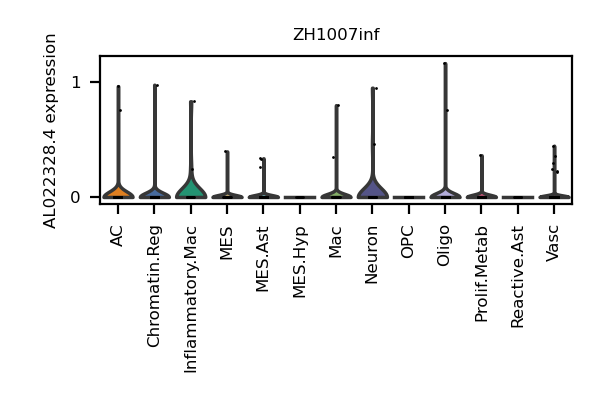 ZH1007inf
AL022328.4 expression
1
0
AC
Chromatin.Reg
Inflammatory.Mac
MES
MES.Ast
MES.Hyp
Mac
Neuron
OPC
Oligo
Prolif.Metab
Reactive.Ast
Vasc